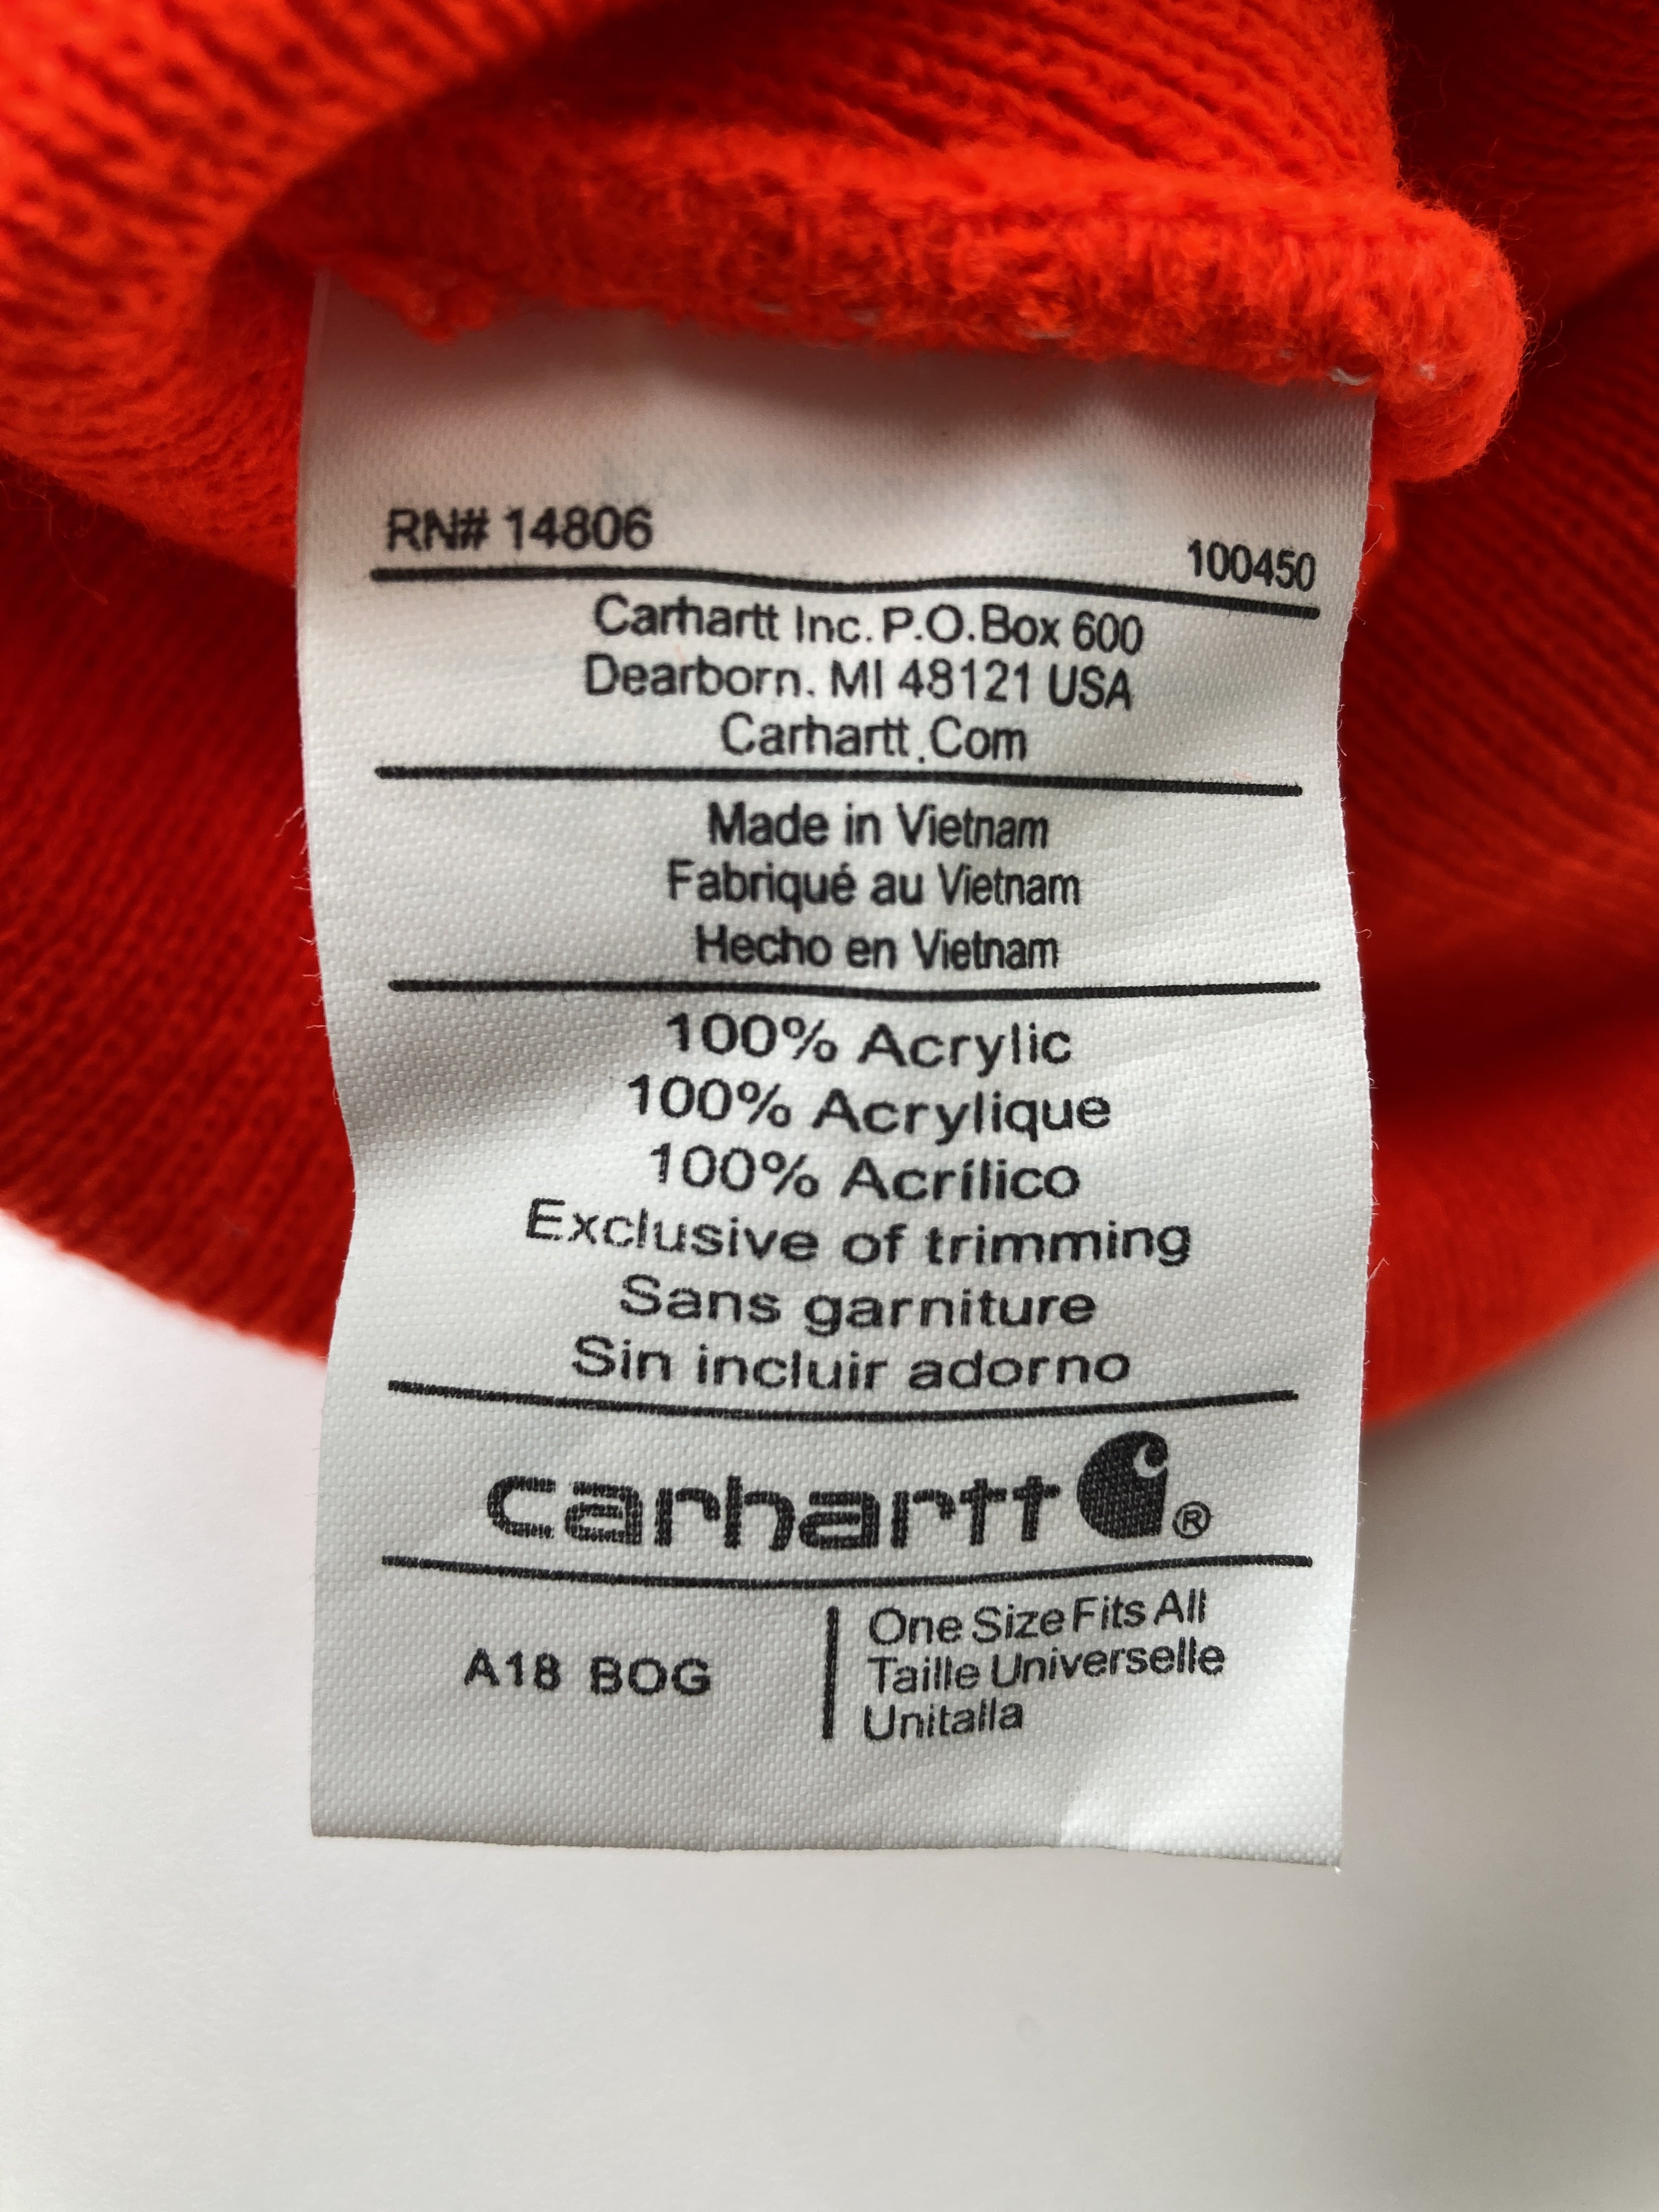 RN# 14806
100450
Carhartt Inc. P.O.Box 600
Dearborn. MI 48121 USA
Carhartt.Com
Made in Vietnam
Fabriqué au Vietnam
Hecho en Vietnam
100% Acrylic
100% Acrylique
100% Acrílico
Exclusive of trimming
Sans garniture
Sin incluir adorno
carhartt ®
A18 BOG
One Size Fits All
Taille Universelle
Unitalla